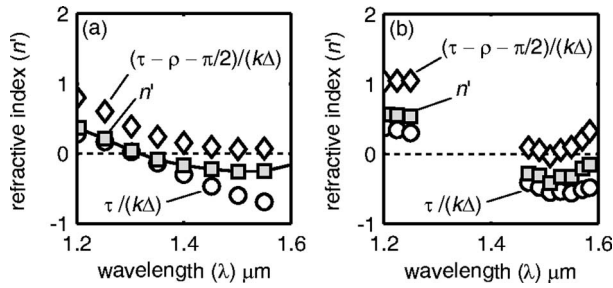 (a)
(τ − ρ − π/2)/(kΔ)
n'
τ /(kΔ)
refractive index (n')
2
1
0
-1
1.2
1.4
1.6
wavelength (λ) μm
(b)
(τ − ρ − π/2)/(kΔ)
n'
τ /(kΔ)
refractive index (n')
2
1
0
-1
1.2
1.4
1.6
wavelength (λ) μm